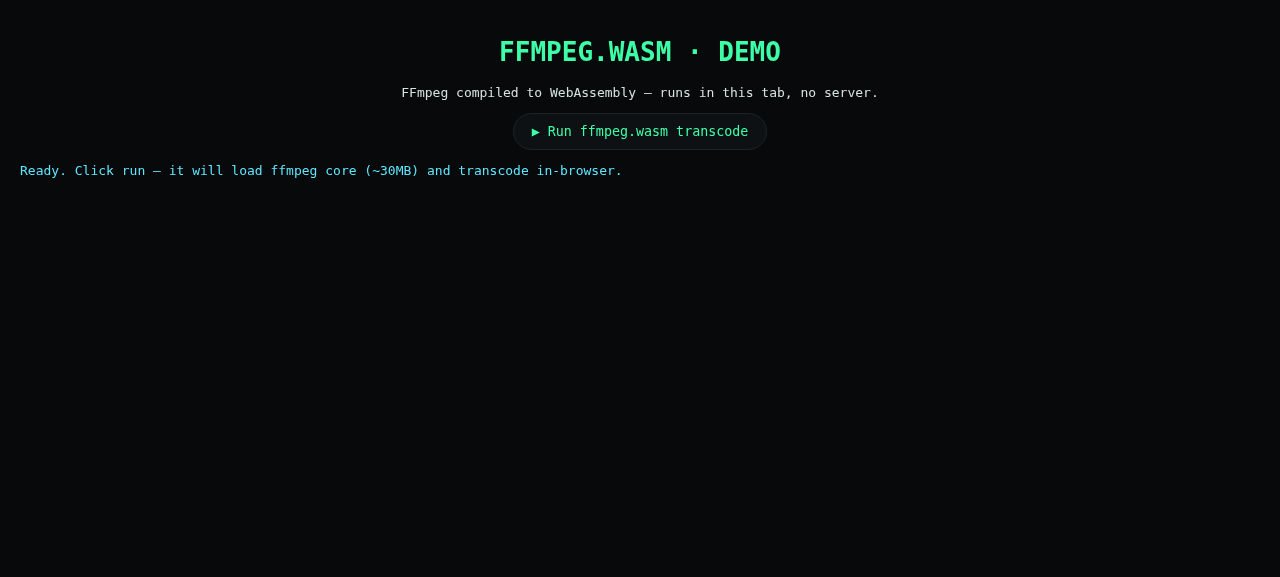 FFMPEG.WASM · DEMO
FFmpeg compiled to WebAssembly — runs in this tab, no server.
▶ Run ffmpeg.wasm transcode
Ready. Click run — it will load ffmpeg core (~30MB) and transcode in-browser.